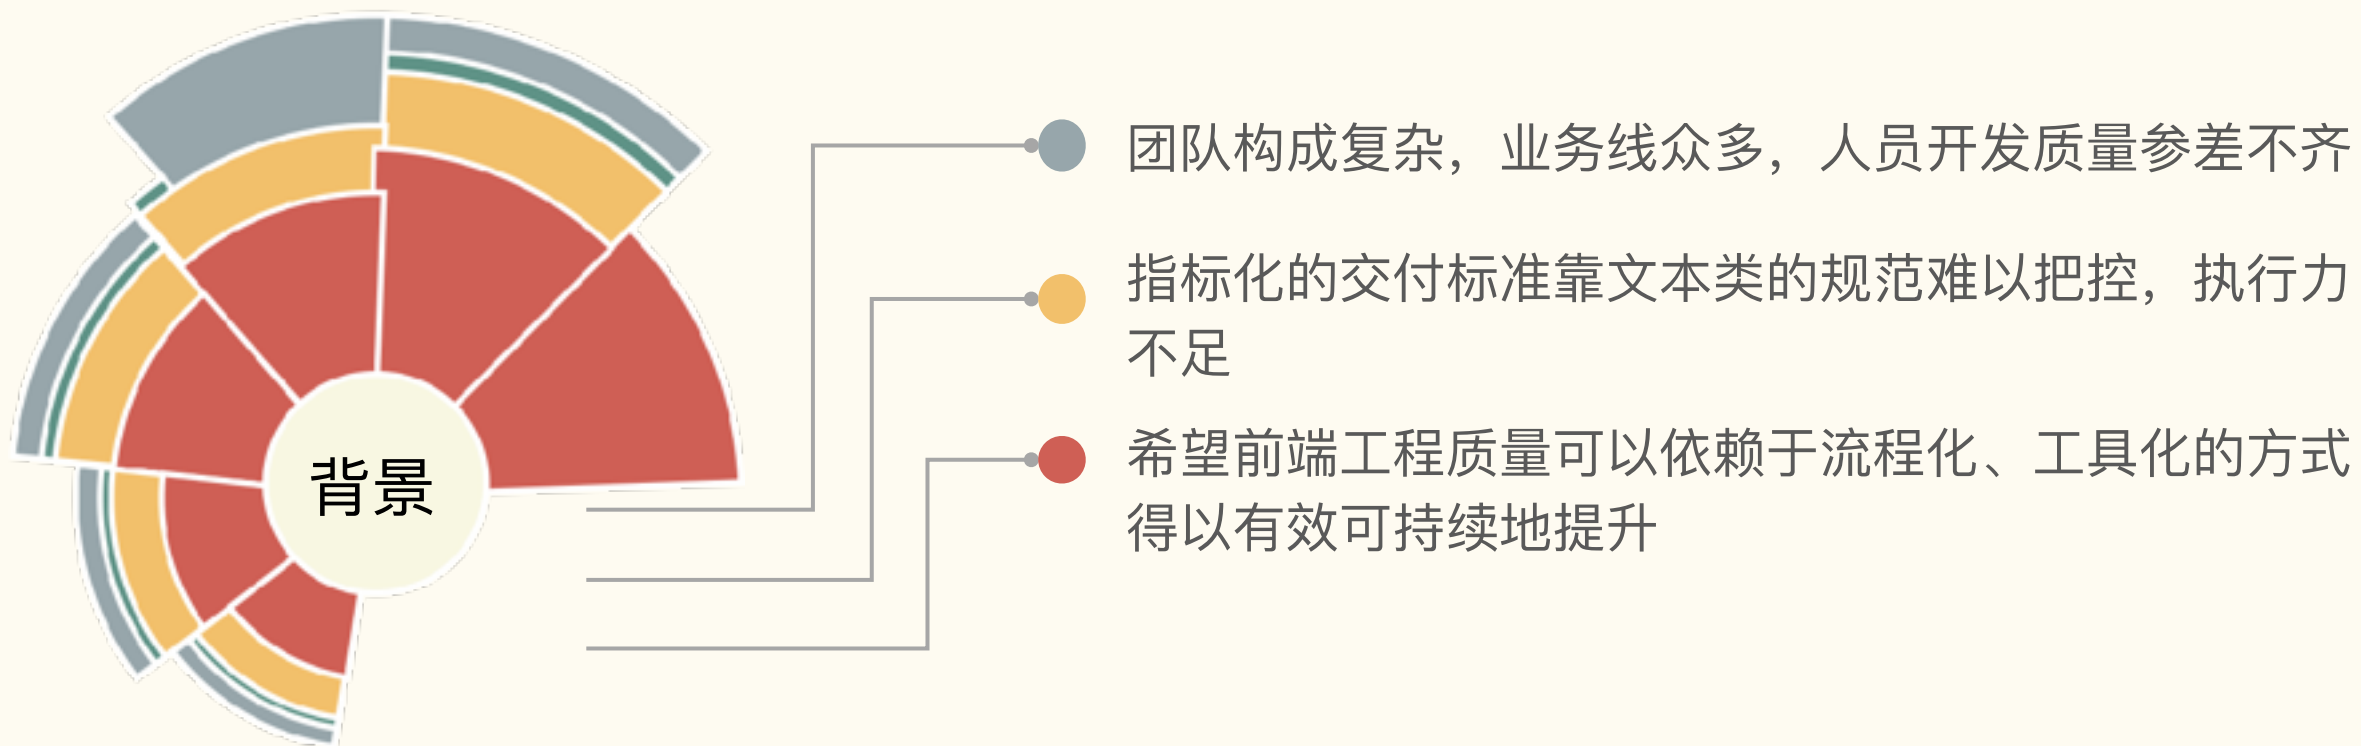 背景
团队构成复杂，业务线众多，人员开发质量参差不齐
指标化的交付标准靠文本类的规范难以把控，执行力
不足
希望前端工程质量可以依赖于流程化、工具化的方式
得以有效可持续地提升